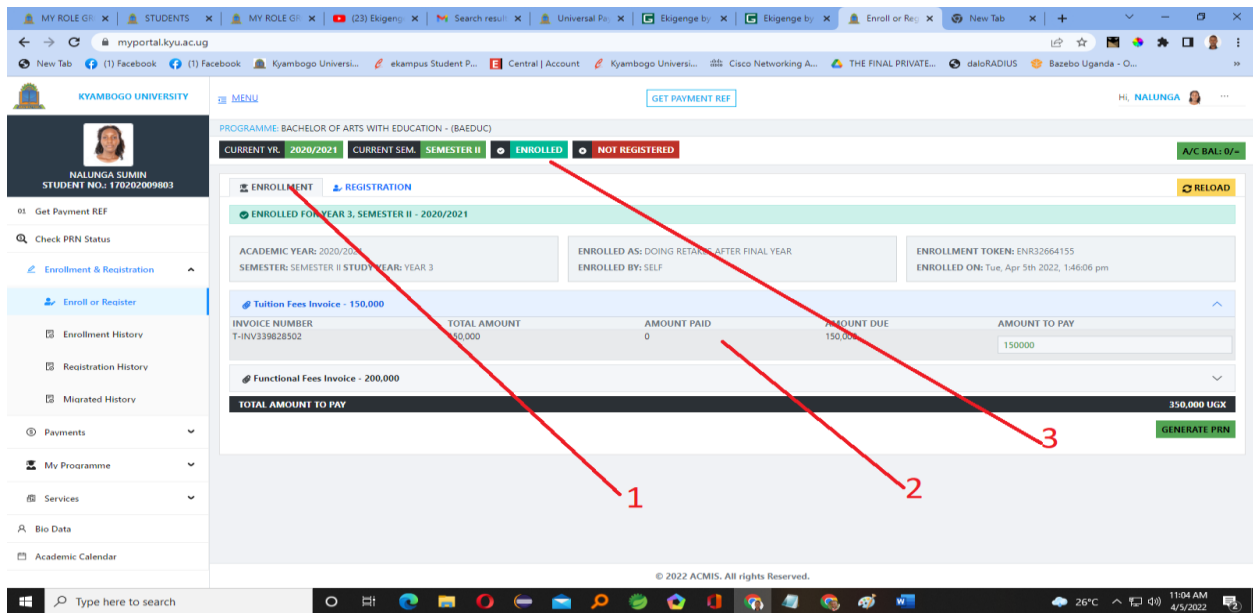 MY ROLE GR
STUDENTS
MY ROLE GR
(23) Ekigeng
Search result
Universal Pa
Ekigenge by
Ekigenge by
Enroll or Reg
New Tab
myportal.kyu.ac.ug
New Tab
(1) Facebook
(1) Facebook
Kyambogo Universi...
ekampus Student P...
Central | Account
Kyambogo Universi...
Cisco Networking A...
THE FINAL PRIVATE...
daloRADIUS
Bazebo Uganda - O...
KYAMBOGO UNIVERSITY
MENU
GET PAYMENT REF
Hi, NALUNGA
NALUNGA SUMIN
STUDENT NO.: 170202009803
01 Get Payment REF
Check PRN Status
Enrollment & Registration
Enroll or Register
Enrollment History
Registration History
Migrated History
Payments
My Programme
Services
Bio Data
Academic Calendar
PROGRAMME: BACHELOR OF ARTS WITH EDUCATION - (BAEDUC)
CURRENT YR. 2020/2021 CURRENT SEM. SEMESTER II ENROLLED NOT REGISTERED
A/C BAL: 0/=
ENROLLMENT REGISTRATION
RELOAD
ENROLLED FOR YEAR 3, SEMESTER II - 2020/2021
ACADEMIC YEAR: 2020/2021
SEMESTER: SEMESTER II STUDY YEAR: YEAR 3
ENROLLED AS: DOING RETAKES AFTER FINAL YEAR
ENROLLED BY: SELF
ENROLLMENT TOKEN: ENR32664155
ENROLLED ON: Tue, Apr 5th 2022, 1:46:06 pm
Tuition Fees Invoice - 150,000
INVOICE NUMBER TOTAL AMOUNT AMOUNT PAID AMOUNT DUE AMOUNT TO PAY
T-INV339828502 150,000 0 150,000 150000
Functional Fees Invoice - 200,000
TOTAL AMOUNT TO PAY 350,000 UGX
GENERATE PRN
1
2
3
© 2022 ACMIS. All rights Reserved.
Type here to search
26°C
11:04 AM
4/5/2022